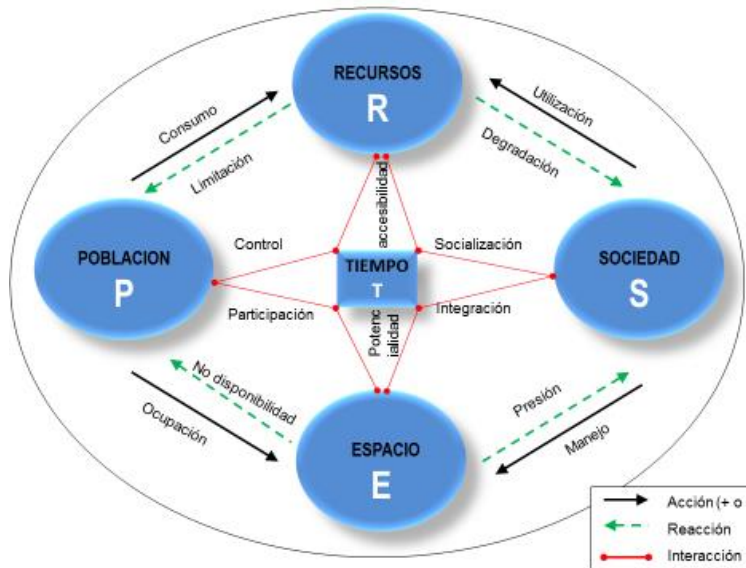 RECURSOS
R
Consumo
Limitación
Utilización
Degradación
accesibilidad
Control
Socialización
POBLACION
P
TIEMPO
T
SOCIEDAD
S
Participación
Integración
Potenc
ialidad
No disponibilidad
Ocupación
Presión
Manejo
ESPACIO
E
Acción (+ o
Reacción
Interacción